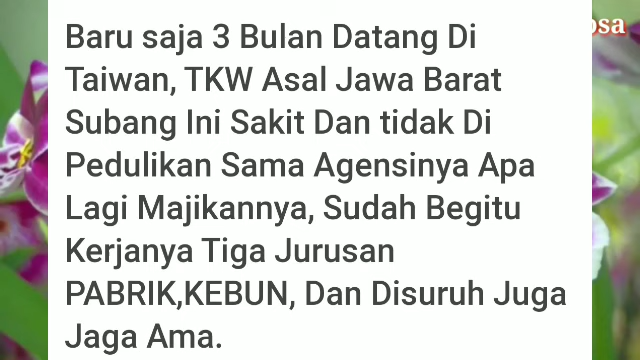 osa
Baru saja 3 Bulan Datang Di
Taiwan, TKW Asal Jawa Barat
Subang Ini Sakit Dan tidak Di
Pedulikan Sama Agensinya Apa
Lagi Majikannya, Sudah Begitu
Kerjanya Tiga Jurusan
PABRIK,KEBUN, Dan Disuruh Juga
Jaga Ama.